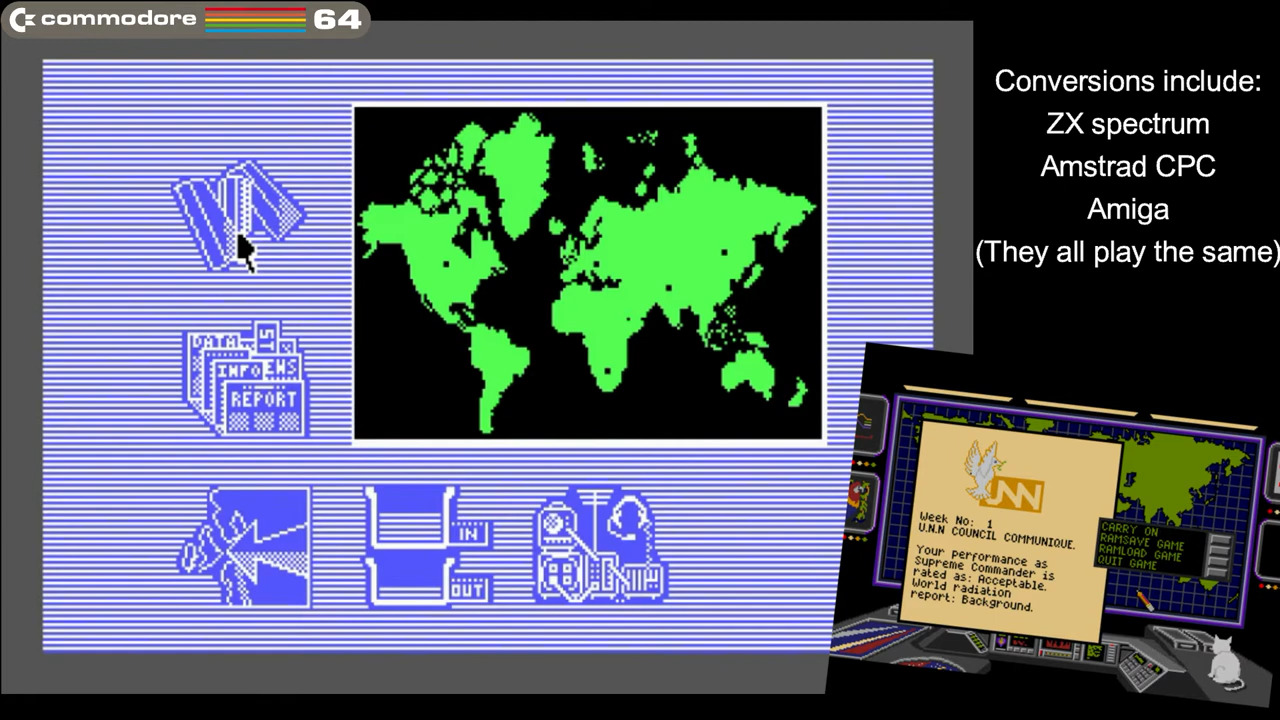 commodore 64
Conversions include:
ZX spectrum
Amstrad CPC
Amiga
(They all play the same)
DATA
INFO
REPORT
IN
OUT
UNN
Week No: 1
U.N.N COUNCIL COMMUNIQUE.
Your performance as
Supreme Commander is
rated as: Acceptable.
World radiation
report: Background.
CARRY ON
RAMSAVE GAME
RAMLOAD GAME
QUIT GAME